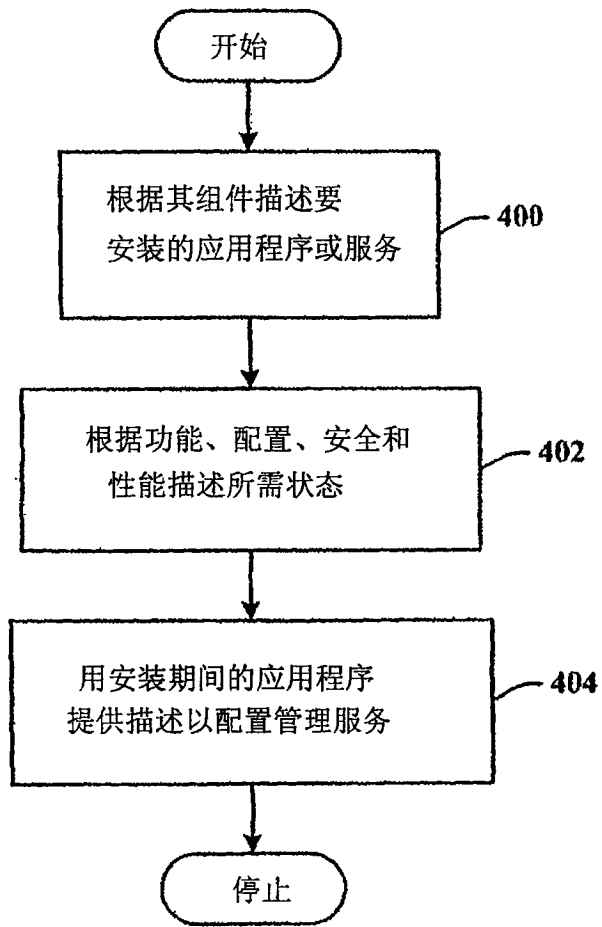 开始
根据其组件描述要
安装的应用程序或服务
400
根据功能、配置、安全和
性能描述所需状态
402
用安装期间的应用程序
提供描述以配置管理服务
404
停止